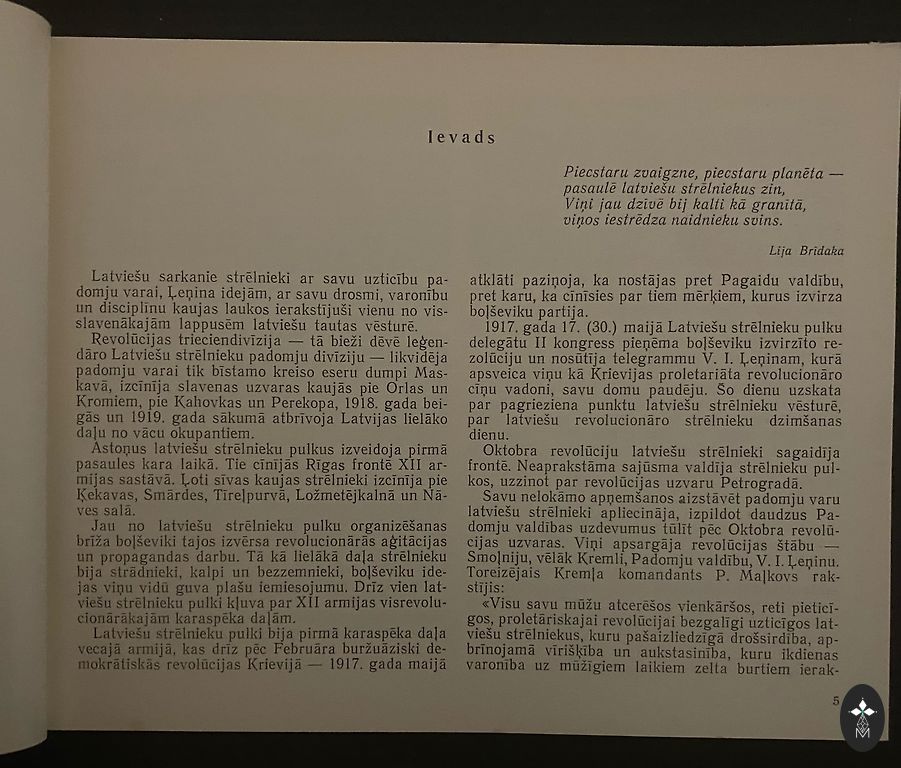 Ievads
Piecstaru zvaigzne, piecstaru planēta —
pasaulē latviešu strēlniekus zin,
Viņi jau dzīvē bij kalti kā granītā,
viņos iestrēdza naidnieku svins.
Lija Brīdaka
Latviešu sarkanie strēlnieki ar savu uzticību pa-
domju varai, Ļeņina idejām, ar savu drosmi, varonību
un disciplīnu kaujas laukos ierakstījuši vienu no vis-
slavenākajām lappusēm latviešu tautas vēsturē.
Revolūcijas trieciendivīzija — tā bieži dēvē leģen-
dāro Latviešu strēlnieku padomju divīziju — likvidēja
padomju varai tik bīstamo kreiso eseru dumpi Mas-
kavā, izcīnīja slavenas uzvaras kaujās pie Orlas un
Kromiem, pie Kahovkas un Perekopa, 1918. gada bei-
gās un 1919. gada sākumā atbrīvoja Latvijas lielāko
daļu no vācu okupantiem.
Astoņus latviešu strēlnieku pulkus izveidoja pirmā
pasaules kara laikā. Tie cīnījās Rīgas frontē XII ar-
mijas sastāvā. Ļoti sīvas kaujas strēlnieki izcīnīja pie
Ķekavas, Smārdes, Tīreļpurvā, Ložmetējkalnā un Nā-
ves salā.
Jau no latviešu strēlnieku pulku organizēšanas
brīža boļševiki tajos izvērsa revolucionārās aģitācijas
un propagandas darbu. Tā kā lielākā daļa strēlnieku
bija strādnieki, kalpi un bezzemnieki, boļševiku ide-
jas viņu vidū guva plašu iemiesojumu. Drīz vien lat-
viešu strēlnieku pulki kļuva par XII armijas visrevolu-
cionārākajām karaspēka daļām.
Latviešu strēlnieku pulki bija pirmā karaspēka daļa
vecajā armijā, kas drīz pēc Februāra buržuāziski de-
mokrātiskās revolūcijas Krievijā — 1917. gada maijā
atklāti paziņoja, ka nostājas pret Pagaidu valdību,
pret karu, ka cīnīsies par tiem mērķiem, kurus izvirza
boļševiku partija.
1917. gada 17. (30.) maijā Latviešu strēlnieku pulku
delegātu II kongress pieņēma boļševiku izvirzīto re-
zolūciju un nosūtīja telegrammu V. I. Ļeņinam, kurā
apsveica viņu kā Krievijas proletariāta revolucionāro
cīņu vadoni, savu domu paudēju. Šo dienu uzskata
par pagrieziena punktu latviešu strēlnieku vēsturē,
par latviešu revolucionāro strēlnieku dzimšanas
dienu.
Oktobra revolūciju latviešu strēlnieki sagaidīja
frontē. Neaprakstāma sajūsma valdīja strēlnieku pul-
kos, uzzinot par revolūcijas uzvaru Petrogradā.
Savu nelokāmo apņemšanos aizstāvēt padomju varu
latviešu strēlnieki apliecināja, izpildot daudzus Pa-
domju valdības uzdevumus tūlīt pēc Oktobra revolū-
cijas uzvaras. Viņi apsargāja revolūcijas štābu —
Smoļniju, vēlāk Kremli, Padomju valdību, V. I. Ļeņinu.
Toreizējais Kremļa komandants P. Maļkovs rak-
stījis:
«Visu savu mūžu atcerēšos vienkāršos, reti pieticī-
gos, proletāriskajai revolūcijai bezgalīgi uzticīgos lat-
viešu strēlniekus, kuru pašaizliedzīgā drošsirdība, ap-
brīnojamā vīrišķība un aukstasinība, kuru ikdienas
varonība uz mūžīgiem laikiem zelta burtiem ierak-
5
M